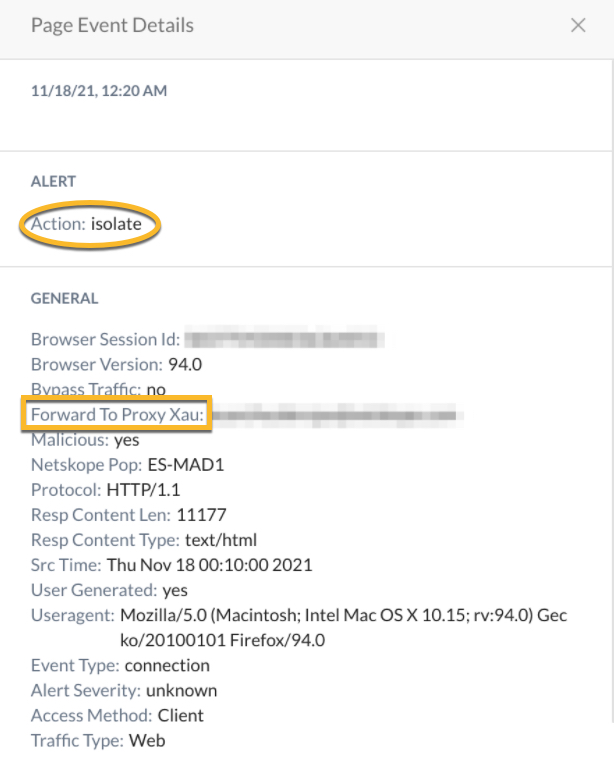 Page Event Details
11/18/21, 12:20 AM
ALERT
Action: isolate
GENERAL
Browser Session Id:
Browser Version: 94.0
Bypass Traffic: no
Forward To Proxy Xau:
Malicious: yes
Netskope Pop: ES-MAD1
Protocol: HTTP/1.1
Resp Content Len: 11177
Resp Content Type: text/html
Src Time: Thu Nov 18 00:10:00 2021
User Generated: yes
Useragent: Mozilla/5.0 (Macintosh; Intel Mac OS X 10.15; rv:94.0) Gec
ko/20100101 Firefox/94.0
Event Type: connection
Alert Severity: unknown
Access Method: Client
Traffic Type: Web